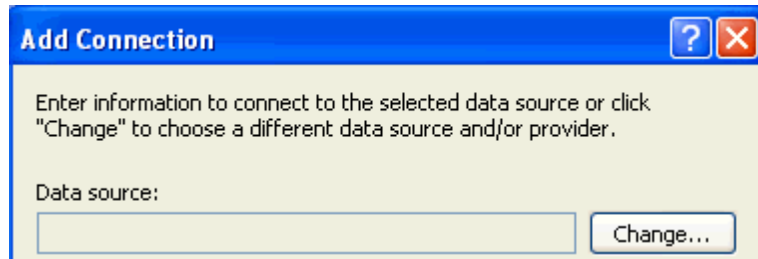 Add Connection
?
Enter information to connect to the selected data source or click
"Change" to choose a different data source and/or provider.
Data source:
Change...